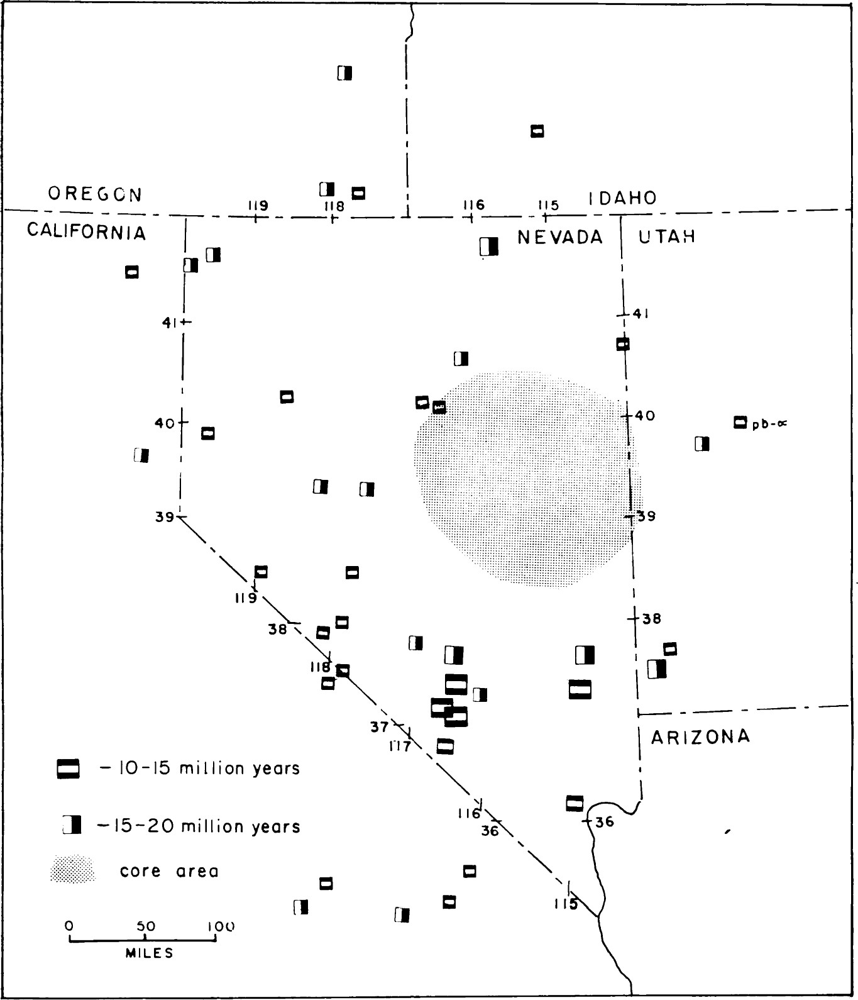 OREGON
IDAHO
119
118
116
115
CALIFORNIA
NEVADA
UTAH
41
41
40
40
pb-∝
39
39
119
38
38
118
37
117
ARIZONA
-10-15 million years
116
36
36
-15-20 million years
core area
115
0 50 100
MILES